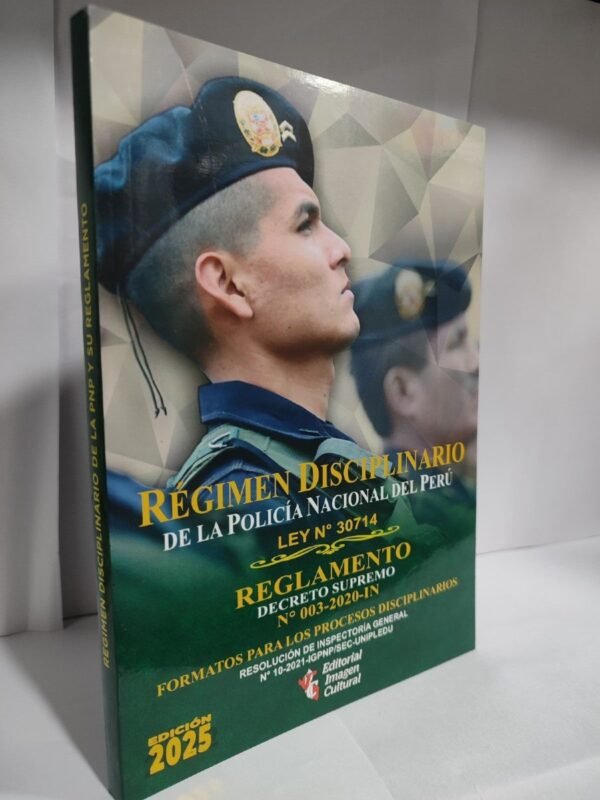 RÉGIMEN DISCIPLINARIO DE LA PNP Y SU REGLAMENTO
RÉGIMEN DISCIPLINARIO
DE LA POLICÍA NACIONAL DEL PERÚ
LEY N° 30714
REGLAMENTO
DECRETO SUPREMO
N° 003-2020-IN
FORMATOS PARA LOS PROCESOS DISCIPLINARIOS
RESOLUCIÓN DE INSPECTORÍA GENERAL
N° 10-2021-IGPNP/SEC-UNIPLEDU
Editorial
Imagen
Cultural
EDICIÓN
2025